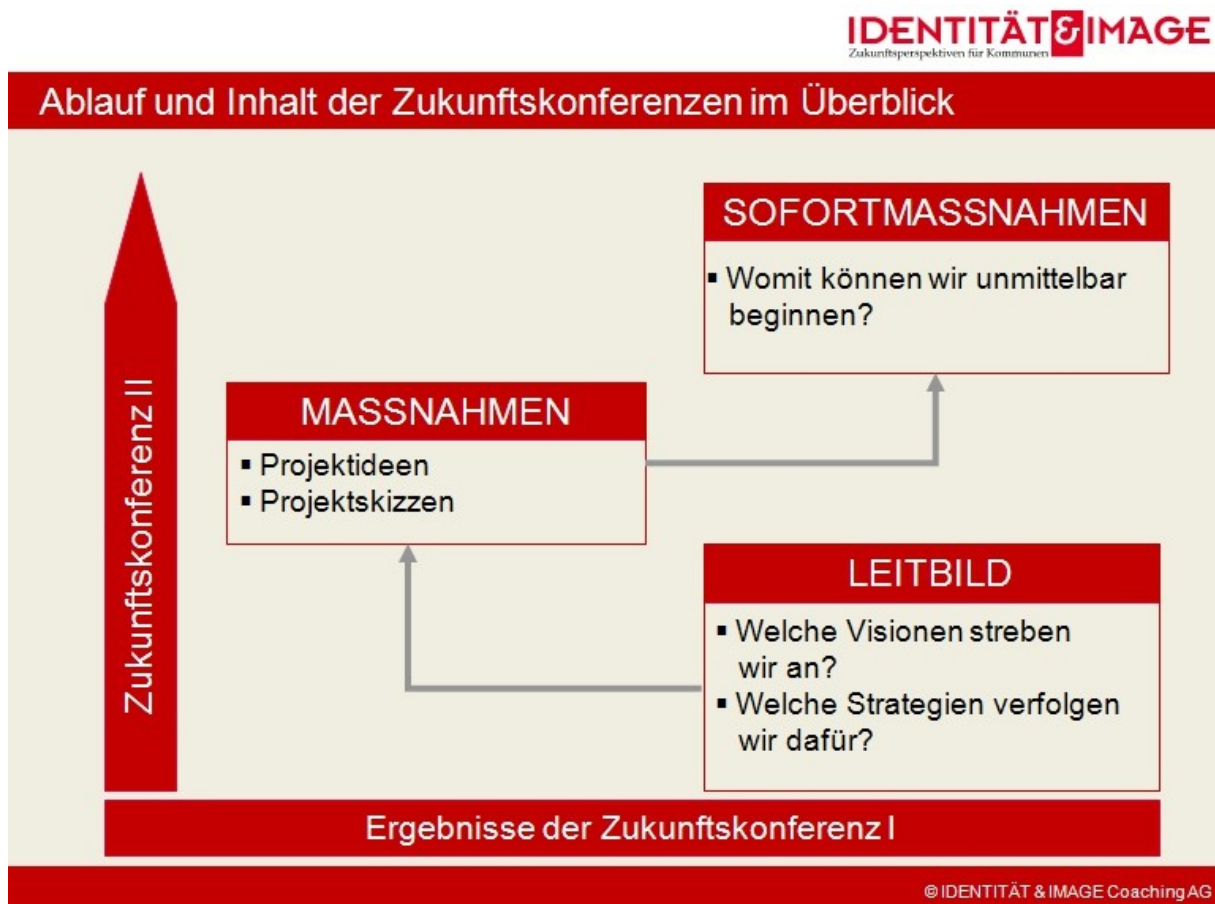 IDENTITÄT & IMAGE
Zukunftsperspektiven für Kommunen
Ablauf und Inhalt der Zukunftskonferenzen im Überblick
SOFORTMASSNAHMEN
▪ Womit können wir unmittelbar
beginnen?
MASSNAHMEN
▪ Projektideen
▪ Projektskizzen
LEITBILD
▪ Welche Visionen streben
wir an?
▪ Welche Strategien verfolgen
wir dafür?
Zukunftskonferenz II
Ergebnisse der Zukunftskonferenz I
© IDENTITÄT & IMAGE Coaching AG